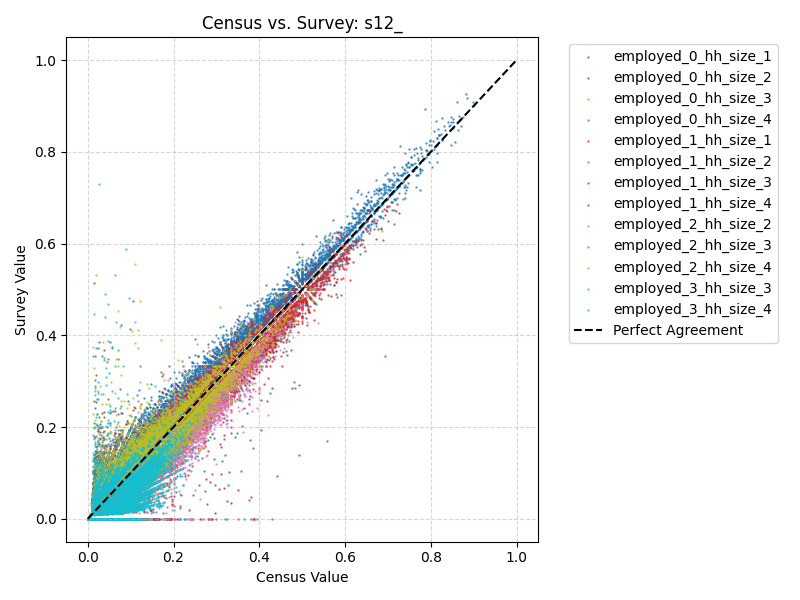 Census vs. Survey: s12_
Survey Value
1.0
0.8
0.6
0.4
0.2
0.0
0.0 0.2 0.4 0.6 0.8 1.0
Census Value
employed_0_hh_size_1
employed_0_hh_size_2
employed_0_hh_size_3
employed_0_hh_size_4
employed_1_hh_size_1
employed_1_hh_size_2
employed_1_hh_size_3
employed_1_hh_size_4
employed_2_hh_size_2
employed_2_hh_size_3
employed_2_hh_size_4
employed_3_hh_size_3
employed_3_hh_size_4
Perfect Agreement